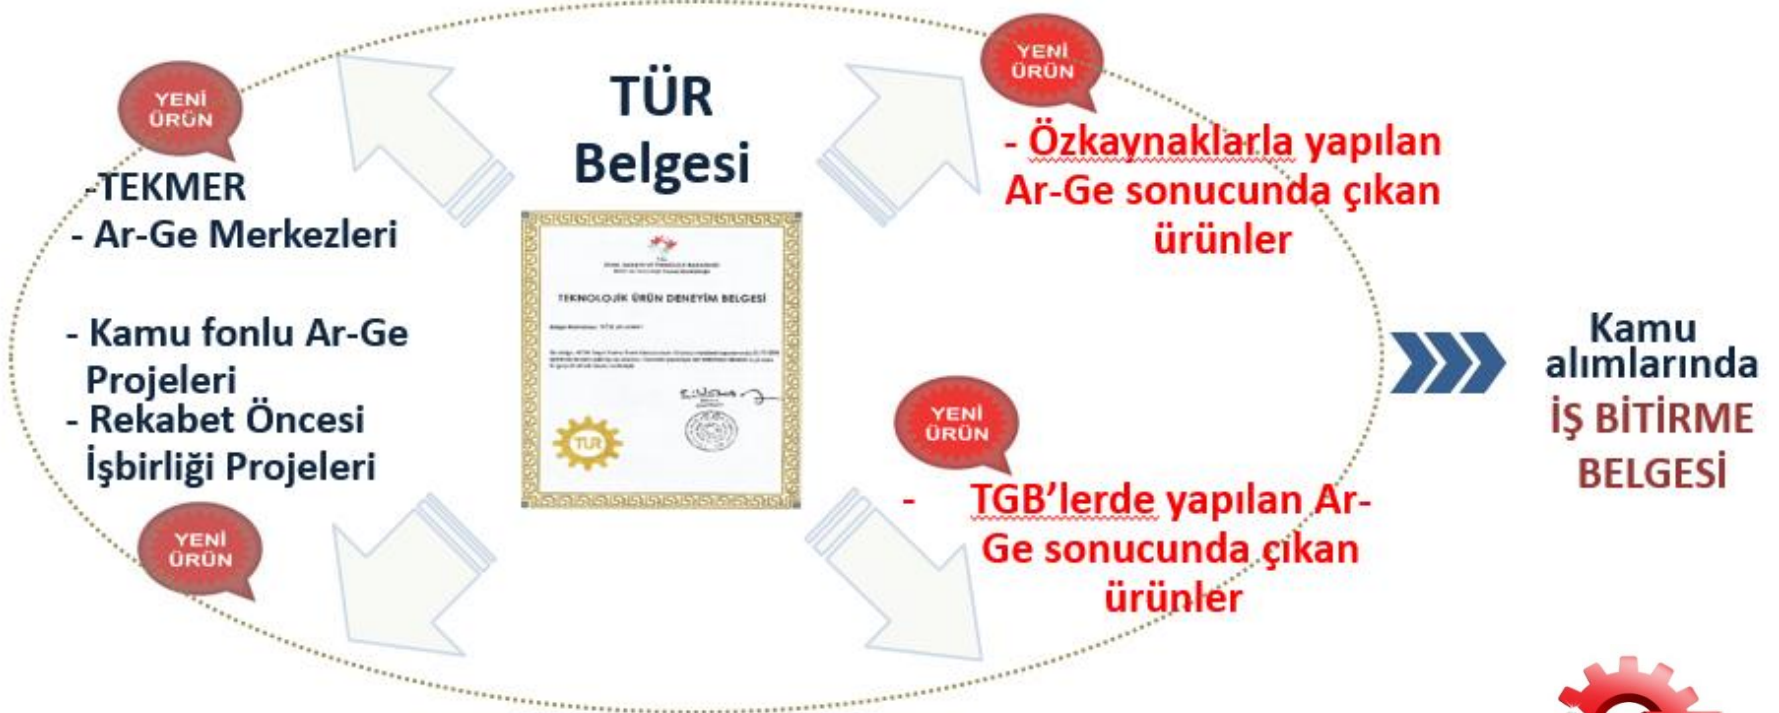 YENİ
ÜRÜN
-TEKMER
- Ar-Ge Merkezleri
- Kamu fonlu Ar-Ge
Projeleri
- Rekabet Öncesi
İşbirliği Projeleri
YENİ
ÜRÜN
TÜR
Belgesi
TEKNOLOJİK ÜRÜN DENEYİM BELGESİ
TUR
YENİ
ÜRÜN
- Özkaynaklarla yapılan
Ar-Ge sonucunda çıkan
ürünler
YENİ
ÜRÜN
- TGB’lerde yapılan Ar-
Ge sonucunda çıkan
ürünler
Kamu
alımlarında
İŞ BİTİRME
BELGESİ